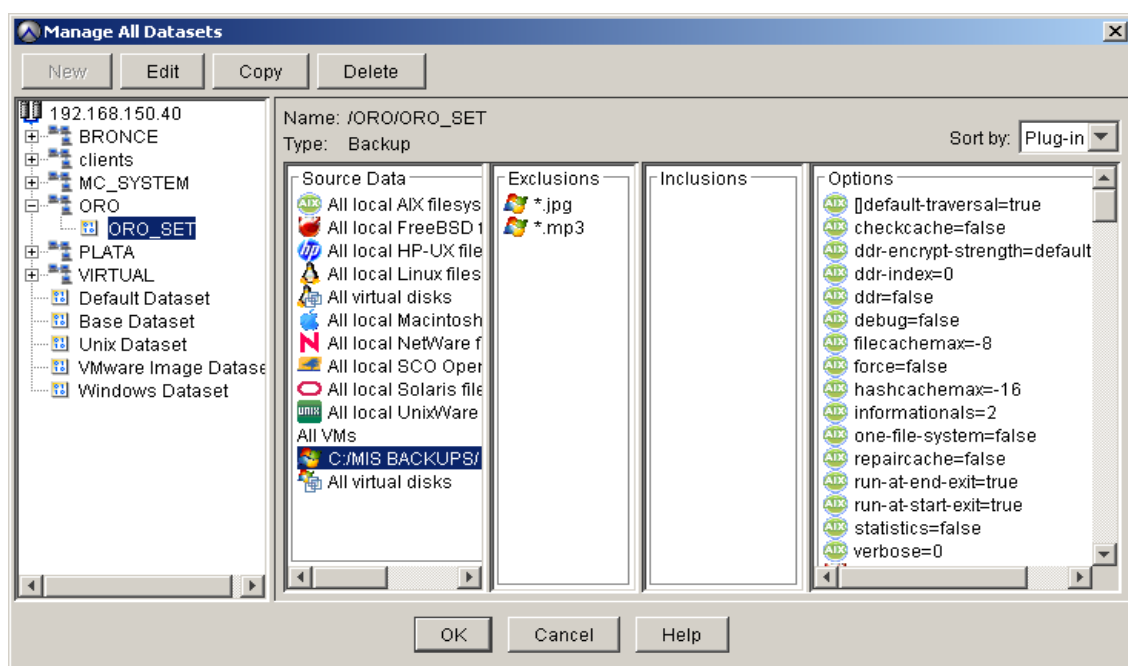 Manage All Datasets
New Edit Copy Delete
192.168.150.40
BRONCE
clients
MC_SYSTEM
ORO
ORO_SET
PLATA
VIRTUAL
Default Dataset
Base Dataset
Unix Dataset
VMware Image Datase
Windows Dataset
Name: /ORO/ORO_SET
Type: Backup
Sort by: Plug-in
Source Data
All local AIX filesys
All local FreeBSD f
All local HP-UX file
All local Linux files
All virtual disks
All local Macintosh
All local NetWare f
All local SCO Oper
All local Solaris file
All local UnixWare
All VMs
C:/MIS BACKUPS/
All virtual disks
Exclusions
*.jpg
*.mp3
Inclusions
Options
[]default-traversal=true
checkcache=false
ddr-encrypt-strength=default
ddr-index=0
ddr=false
debug=false
filecachemax=-8
force=false
hashcachemax=-16
informationals=2
one-file-system=false
repaircache=false
run-at-end-exit=true
run-at-start-exit=true
statistics=false
verbose=0
OK Cancel Help